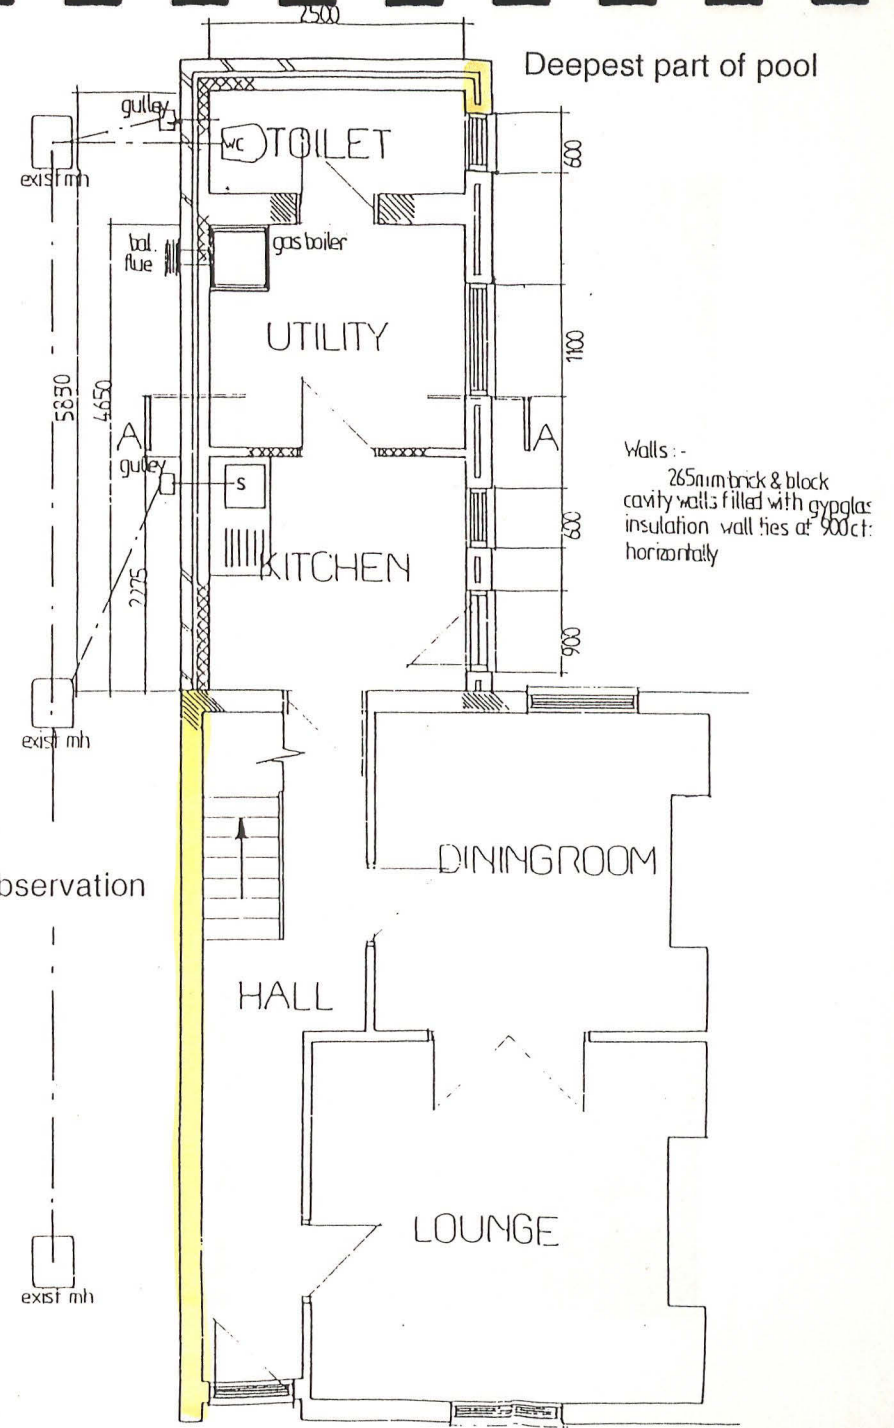 2500
Deepest part of pool
gulley
WC
TOILET
600
exist mh
bal.
flue
gas boiler
UTILITY
1100
5830
4650
A
A
gulley
S
Walls :-
265mm brick & block
cavity walls filled with gypglas
insulation wall ties at 900 ct:
horizontally
600
KITCHEN
2275
900
exist mh
DININGROOM
bservation
HALL
LOUNGE
exist mh